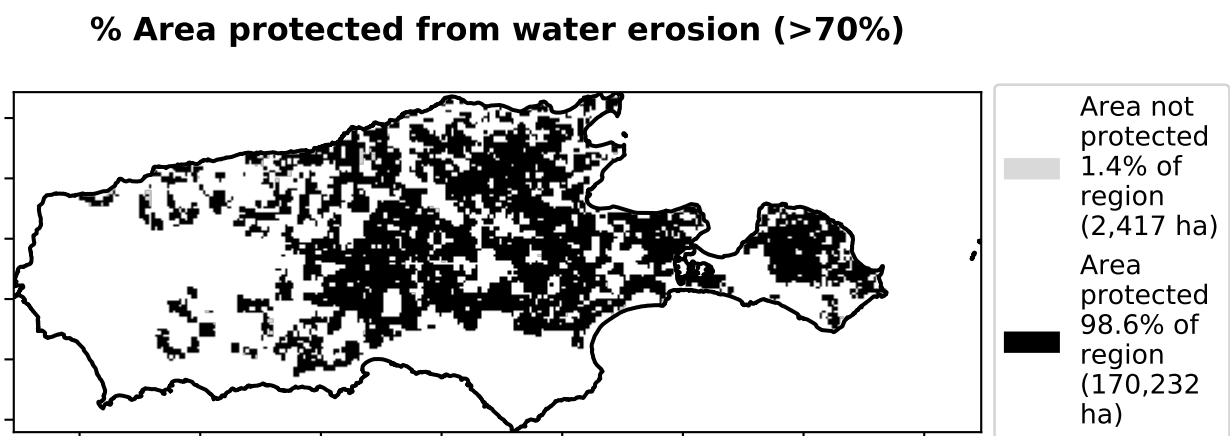 % Area protected from water erosion (>70%)
Area not
protected
1.4% of
region
(2,417 ha)
Area
protected
98.6% of
region
(170,232
ha)